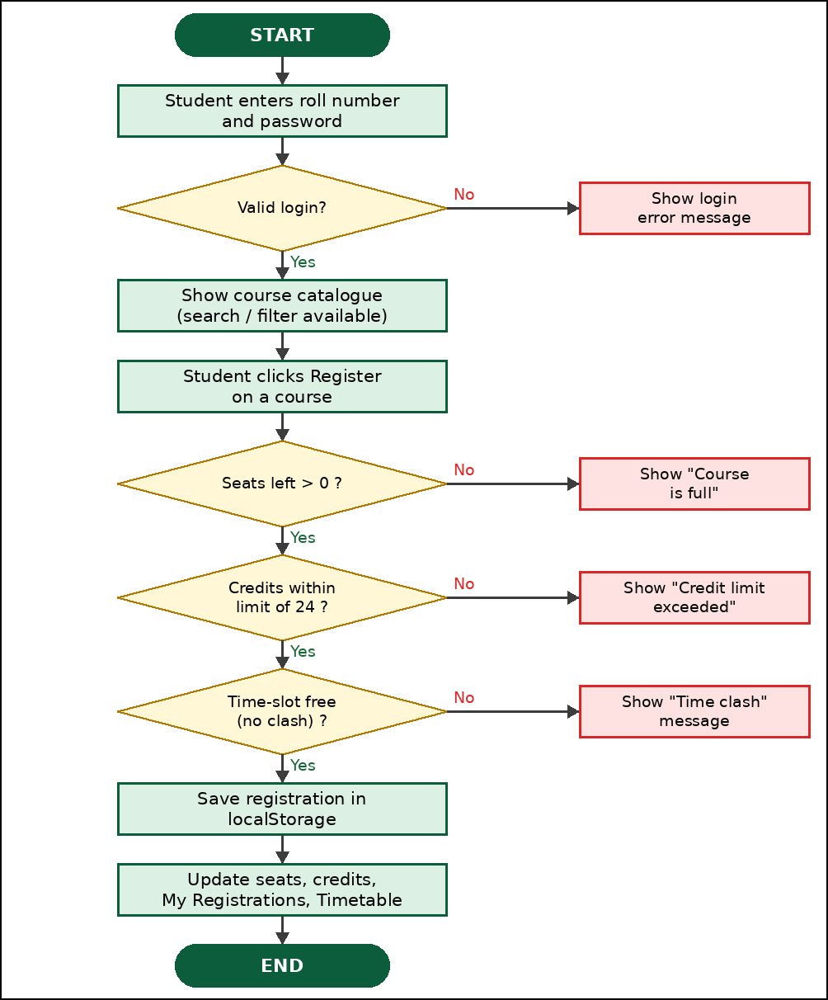 START
Student enters roll number
and password
Valid login?
No
Show login
error message
Yes
Show course catalogue
(search / filter available)
Student clicks Register
on a course
Seats left > 0 ?
No
Show "Course
is full"
Yes
Credits within
limit of 24 ?
No
Show "Credit limit
exceeded"
Yes
Time-slot free
(no clash) ?
No
Show "Time clash"
message
Yes
Save registration in
localStorage
Update seats, credits,
My Registrations, Timetable
END